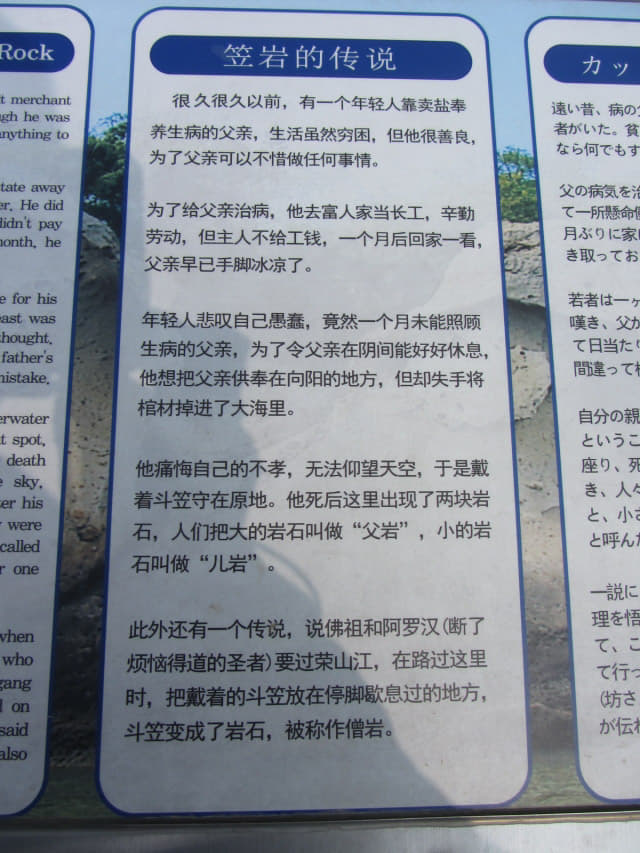 Rock
merchant
gh he was
anything to
state away
er. He did
didn't pay
month, he
e for his
east was
thought.
father's
mistake.
erwater
t spot,
death
e sky.
ter his
were
called
r one
when
who
gang
d on
said
also
笠岩的传说
很久很久以前，有一个年轻人靠卖盐奉
养生病的父亲，生活虽然穷困，但他很善良，
为了父亲可以不惜做任何事情。
为了给父亲治病，他去富人家当长工，辛勤
劳动，但主人不给工钱，一个月后回家一看，
父亲早已手脚冰凉了。
年轻人悲叹自己愚蠢，竟然一个月未能照顾
生病的父亲，为了令父亲在阴间能好好休息，
他想把父亲供奉在向阳的地方，但却失手将
棺材掉进了大海里。
他痛悔自己的不孝，无法仰望天空，于是戴
着斗笠守在原地。他死后这里出现了两块岩
石，人们把大的岩石叫做“父岩”，小的岩
石叫做“儿岩”。
此外还有一个传说，说佛祖和阿罗汉(断了
烦恼得道的圣者)要过荣山江，在路过这里
时，把戴着的斗笠放在停脚歇息过的地方，
斗笠变成了岩石，被称作僧岩。
カッ
遠い昔、病の父
者がいた。貧
なら何でもす
父の病気を治
て一所懸命働
月ぶりに家に
き取ってお
若者は一ヶ
嘆き、父が
て日当たり
間違って棺
自分の親
というこ
座り、死
き、人々
と、小さ
と呼んだ
一説に
理を悟
て、こ
て行っ
(坊さ
が伝わ